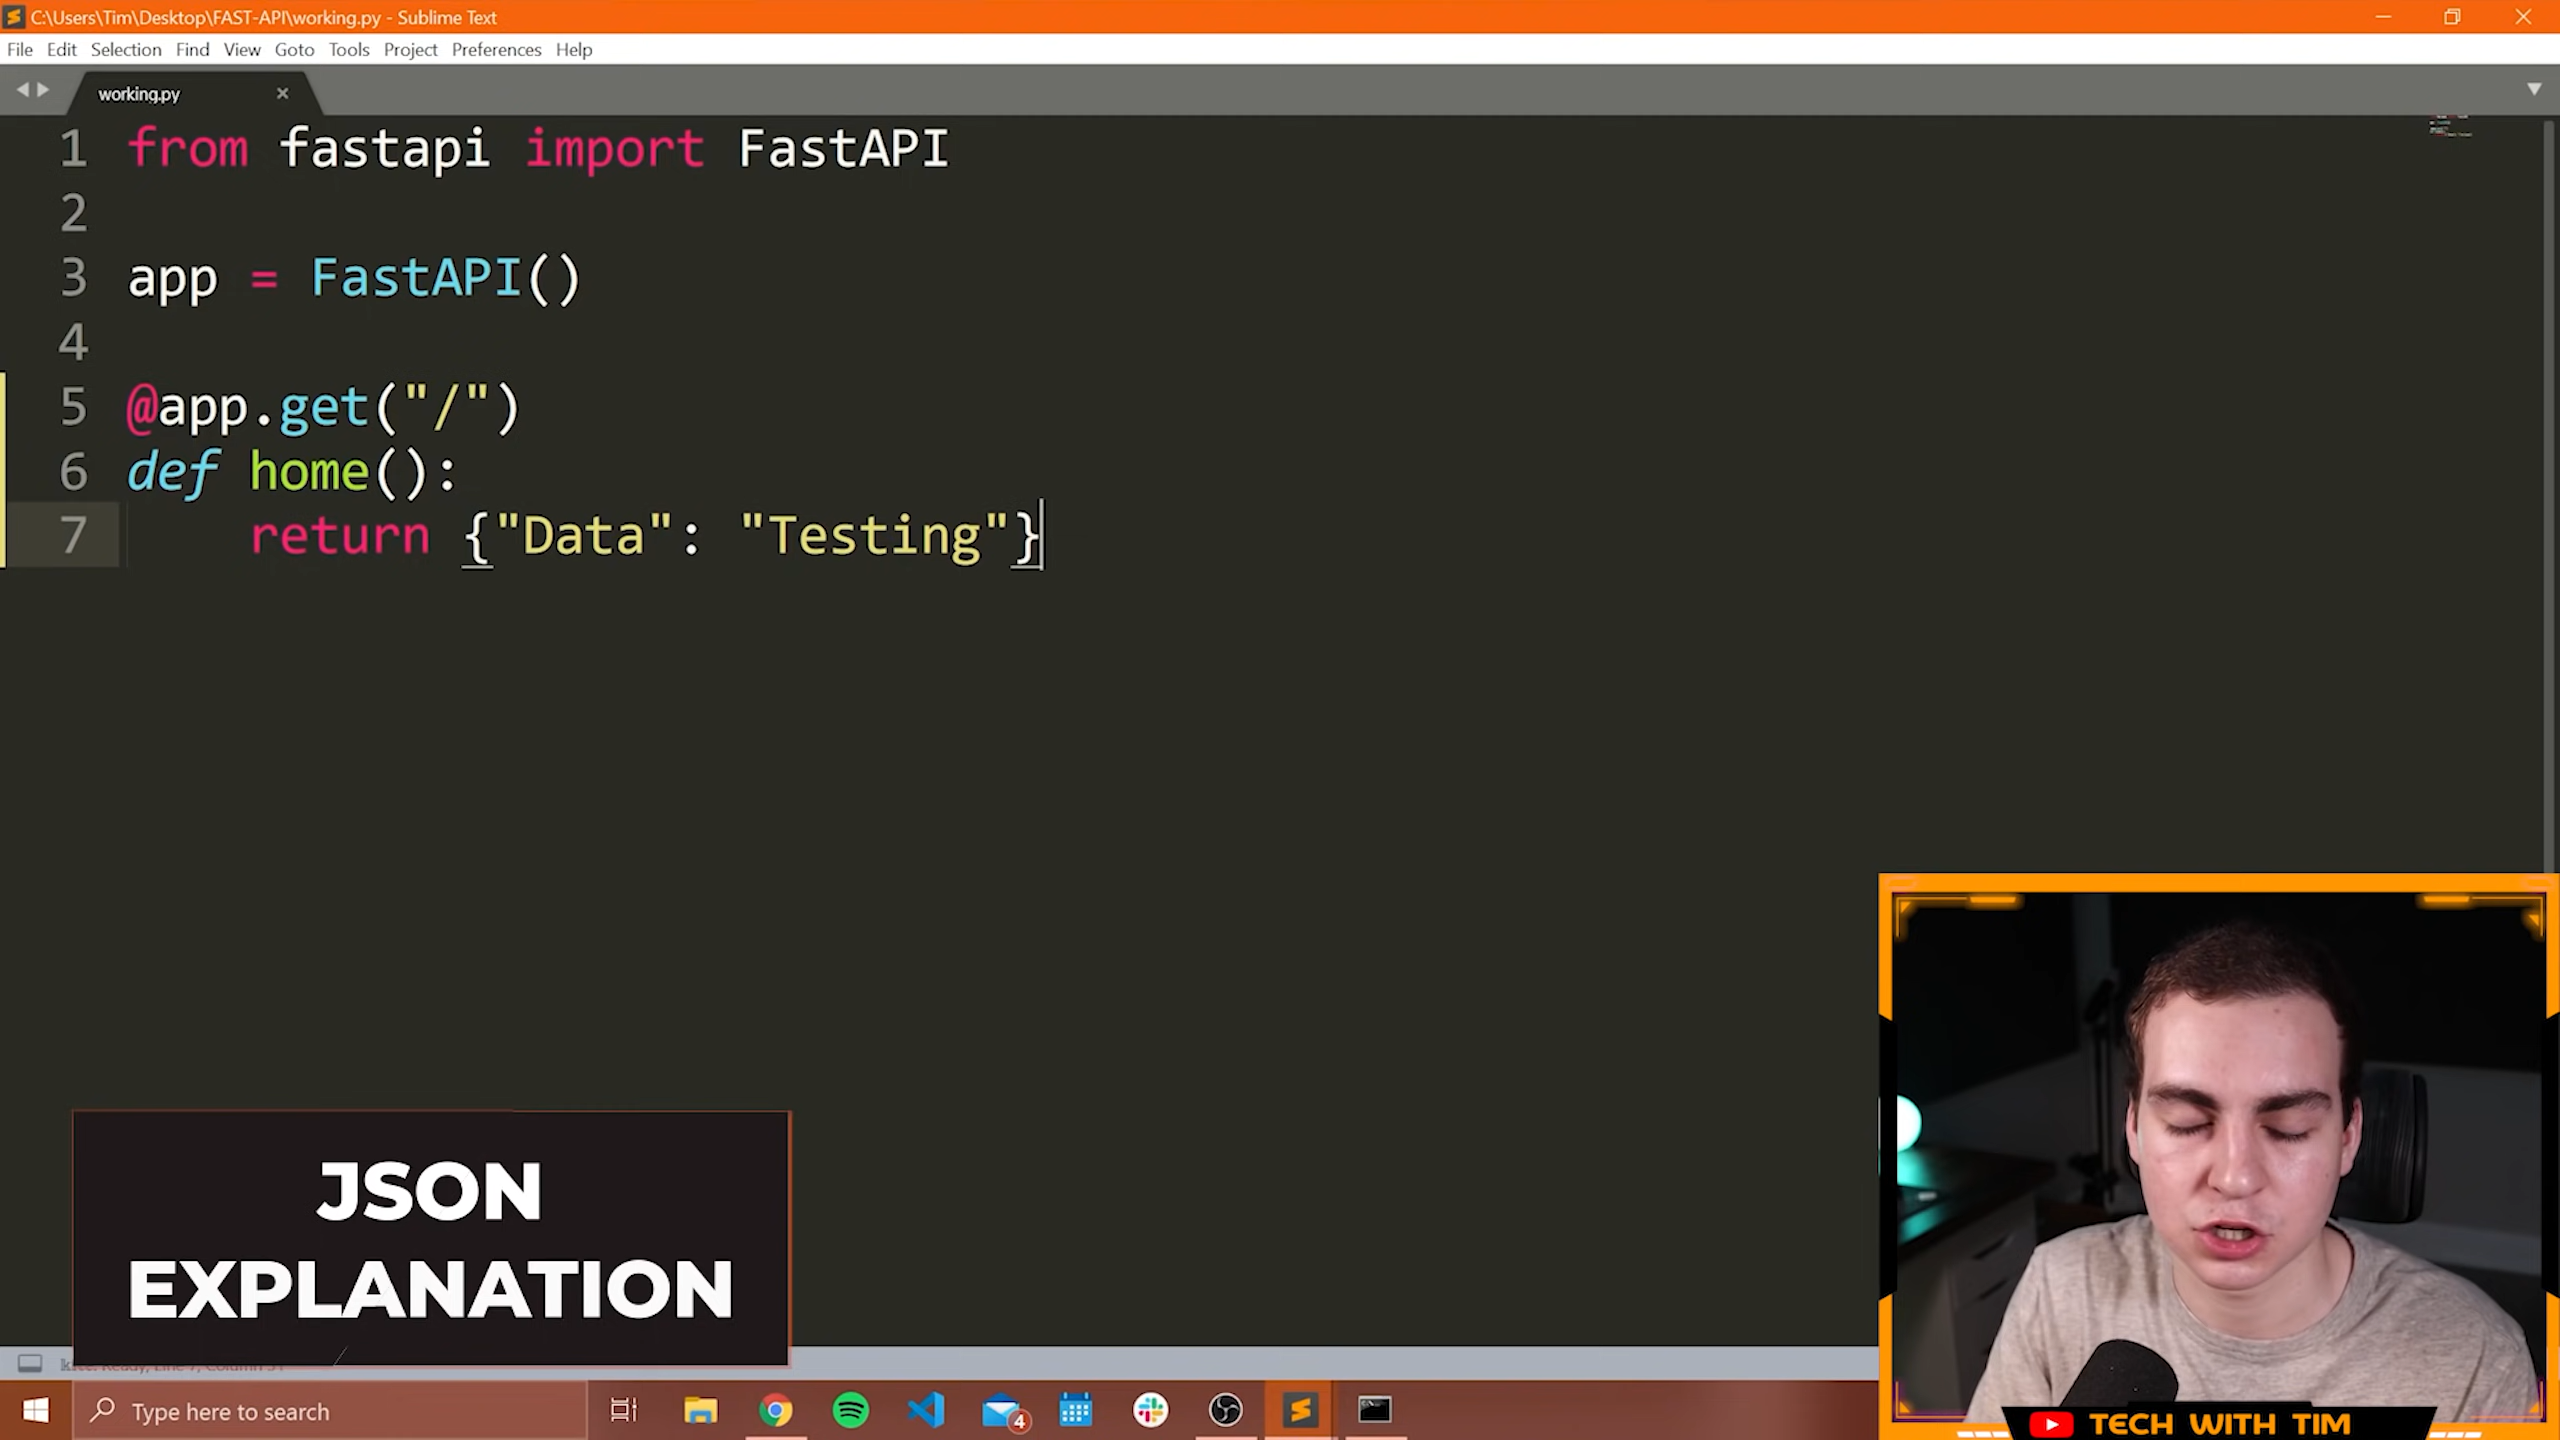 C:\Users\Tim\Desktop\FAST-API\working.py - Sublime Text
File Edit Selection Find View Goto Tools Project Preferences Help
working.py
1 from fastapi import FastAPI
2
3 app = FastAPI()
4
5 @app.get("/")
6 def home():
7 return {"Data": "Testing"}
JSON
EXPLANATION
Type here to search
4
TECH WITH TIM